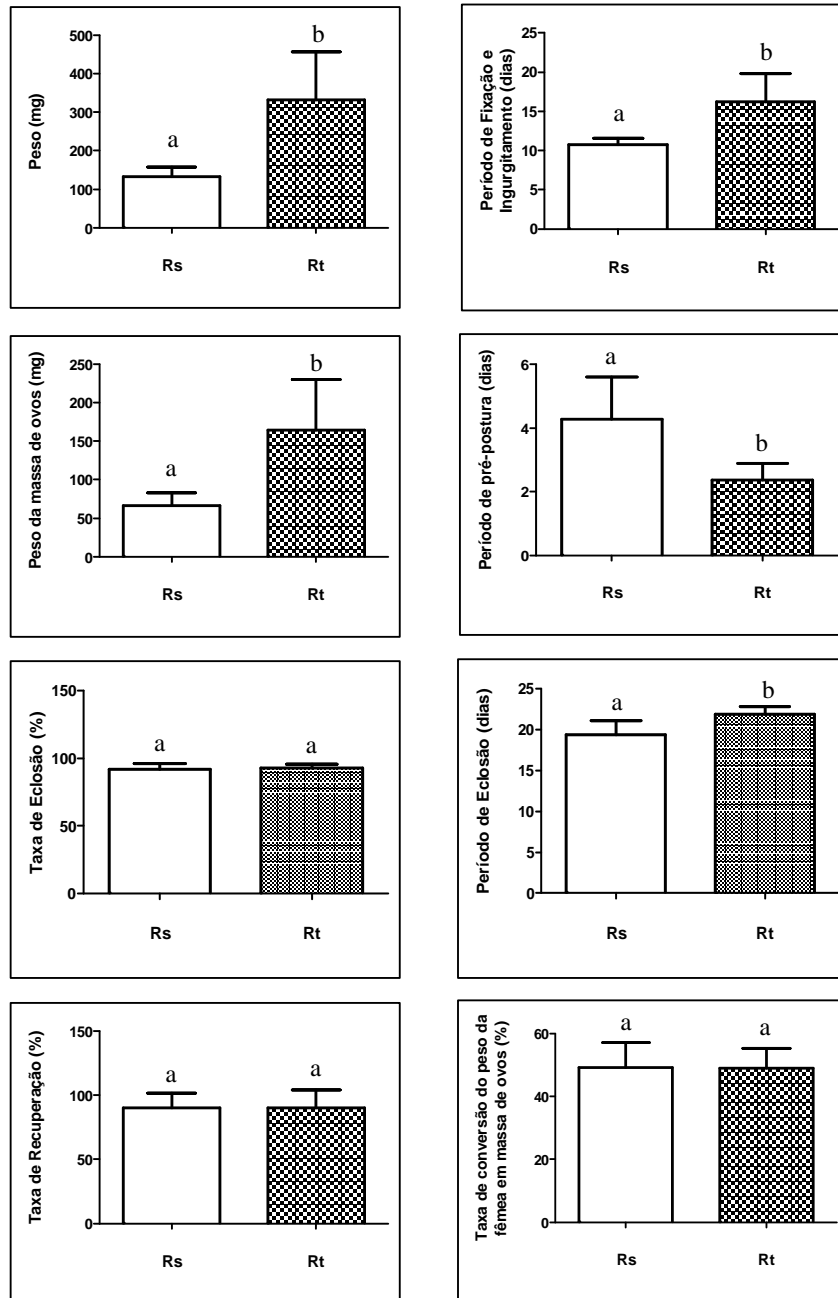 Peso (mg)
500
400
300
200
100
0
a
b
Rs
Rt
Período de Fixação e
Ingurgitamento (dias)
25
20
15
10
5
0
a
b
Rs
Rt
Peso da massa de ovos (mg)
250
200
150
100
50
0
a
b
Rs
Rt
Período de pré-postura (dias)
6
4
2
0
a
b
Rs
Rt
Taxa de Eclosão (%)
150
100
50
0
a
a
Rs
Rt
Período de Eclosão (dias)
25
20
15
10
5
0
a
b
Rs
Rt
Taxa de Recuperação (%)
150
100
50
0
a
a
Rs
Rt
Taxa de conversão do peso da
fêmea em massa de ovos (%)
60
40
20
0
a
a
Rs
Rt